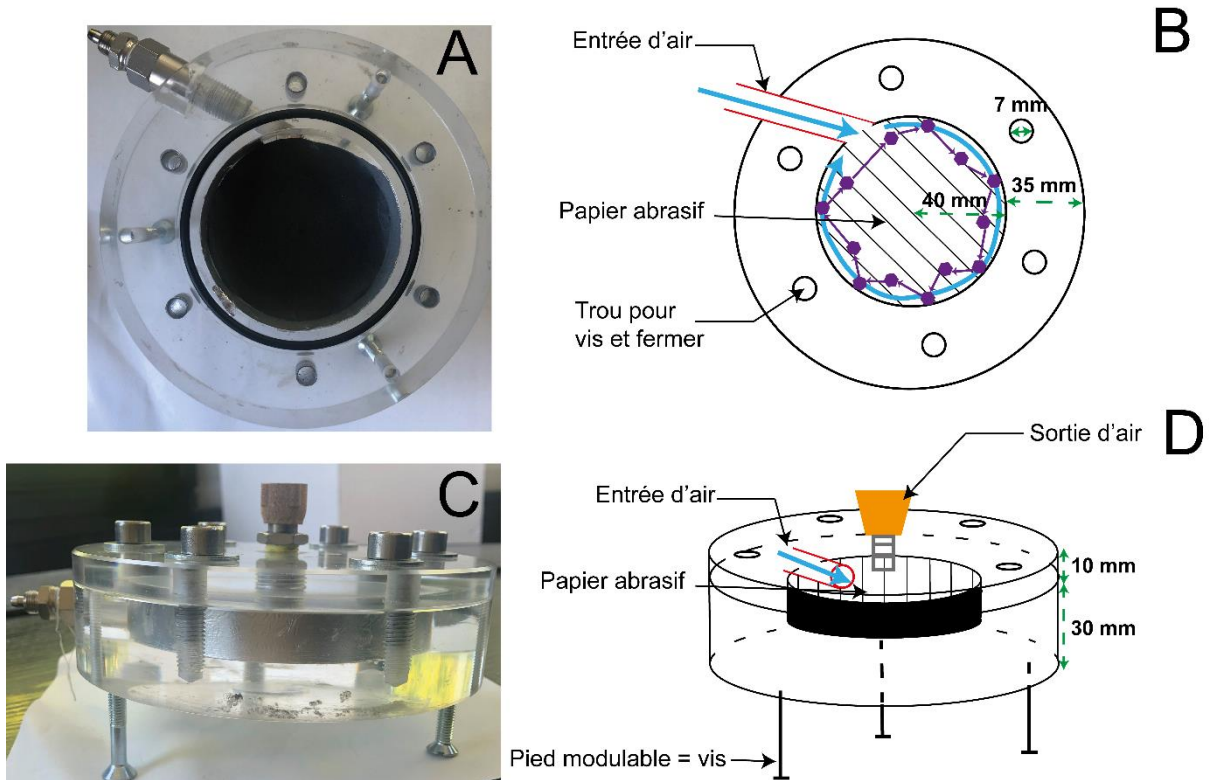 A
B
Entrée d'air
7 mm
35 mm
40 mm
Papier abrasif
Trou pour
vis et fermer
C
D
Sortie d'air
Entrée d'air
Papier abrasif
10 mm
30 mm
Pied modulable = vis